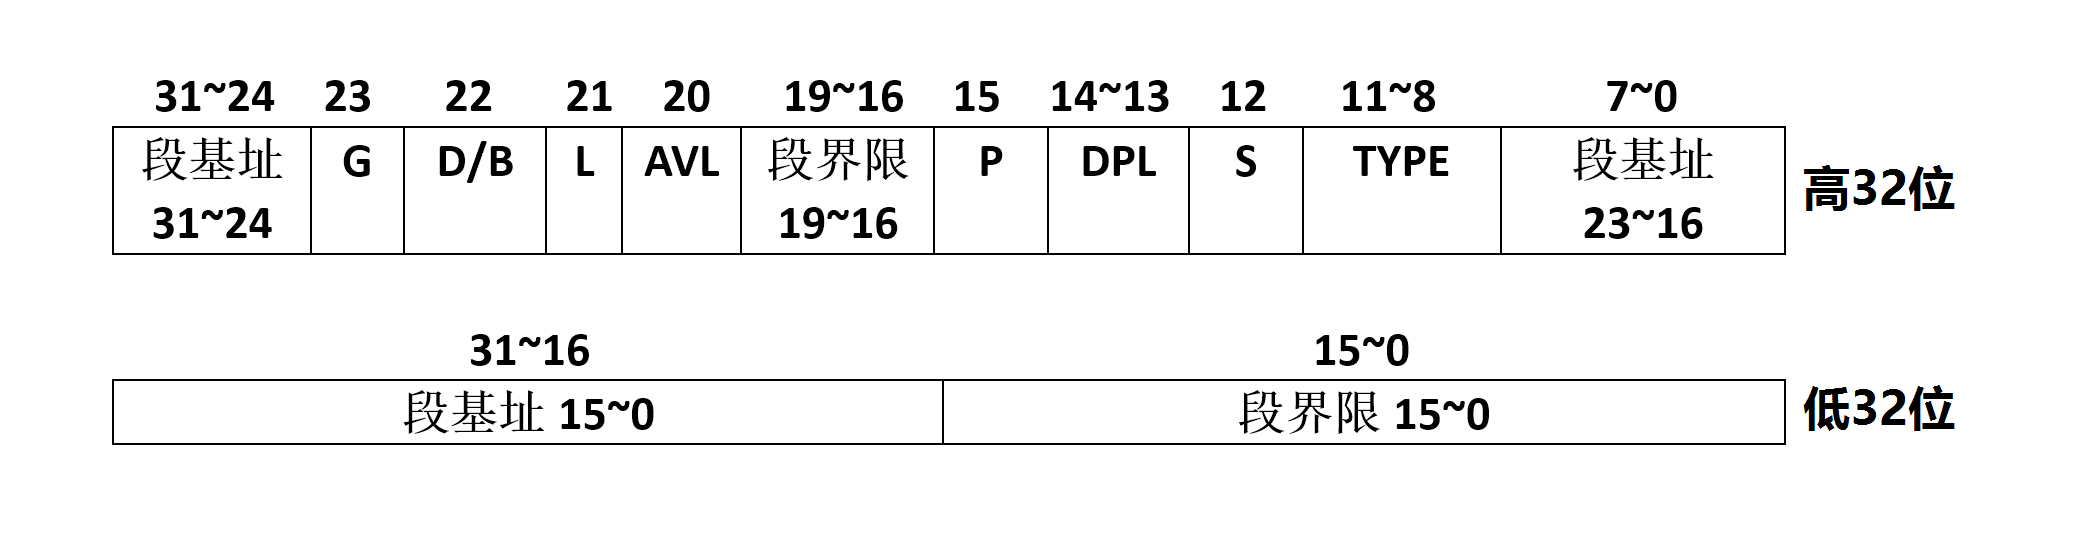 31~24 23 22 21 20 19~16 15 14~13 12 11~8 7~0
段基址 G D/B L AVL 段界限 P DPL S TYPE 段基址
31~24 19~16 23~16
高32位
31~16 15~0
段基址 15~0 段界限 15~0
低32位